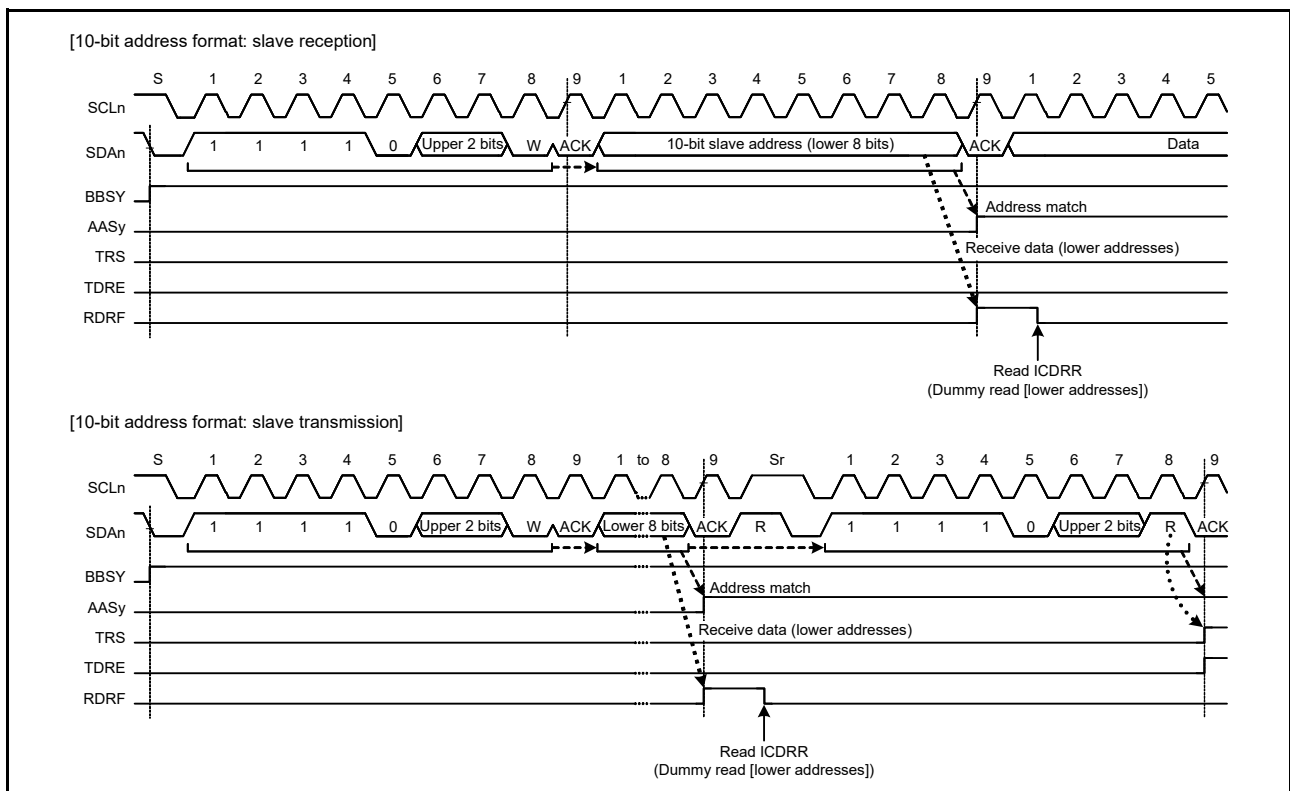 [10-bit address format: slave reception]
S 1 2 3 4 5 6 7 8 9 1 2 3 4 5 6 7 8 9 1 2 3 4 5
SCLn
SDAn 1 1 1 1 0 Upper 2 bits W ACK 10-bit slave address (lower 8 bits) ACK Data
BBSY
Address match
AASy
TRS Receive data (lower addresses)
TDRE
RDRF
Read ICDRR
(Dummy read [lower addresses])
[10-bit address format: slave transmission]
S 1 2 3 4 5 6 7 8 9 1 to 8 9 Sr 1 2 3 4 5 6 7 8 9
SCLn
SDAn 1 1 1 1 0 Upper 2 bits W ACK Lower 8 bits ACK R 1 1 1 1 0 Upper 2 bits R ACK
BBSY
Address match
AASy
TRS Receive data (lower addresses)
TDRE
RDRF
Read ICDRR
(Dummy read [lower addresses])